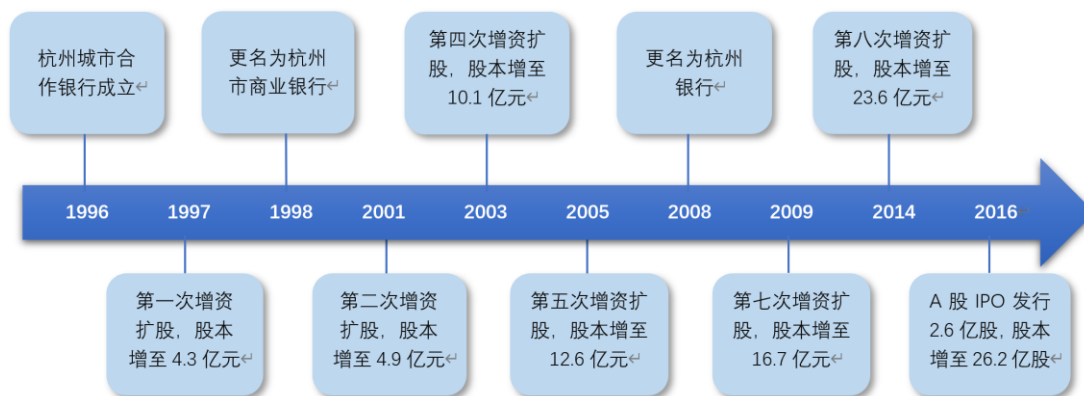 杭州城市合
作银行成立↵
更名为杭州
市商业银行↵
第四次增资扩
股，股本增至
10.1 亿元↵
更名为杭州
银行↵
第八次增资扩
股，股本增至
23.6 亿元↵
1996
1997
1998
2001
2003
2005
2008
2009
2014
2016
第一次增资
扩股，股本
增至 4.3 亿元↵
第二次增资
扩股，股本
增至 4.9 亿元↵
第五次增资扩
股，股本增至
12.6 亿元↵
第七次增资扩
股，股本增至
16.7 亿元↵
A 股 IPO 发行
2.6 亿股，股本
增至 26.2 亿股↵